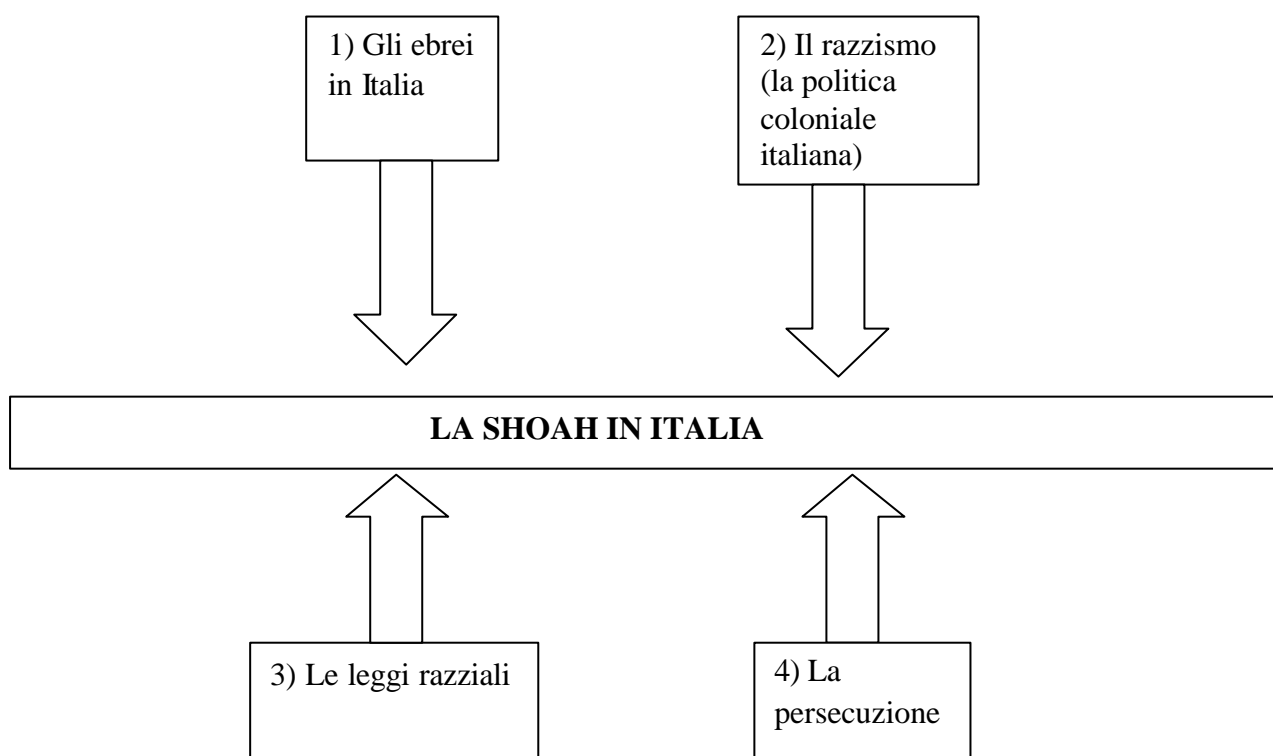 1) Gli ebrei
in Italia
2) Il razzismo
(la politica
coloniale
italiana)
LA SHOAH IN ITALIA
3) Le leggi razziali
4) La
persecuzione